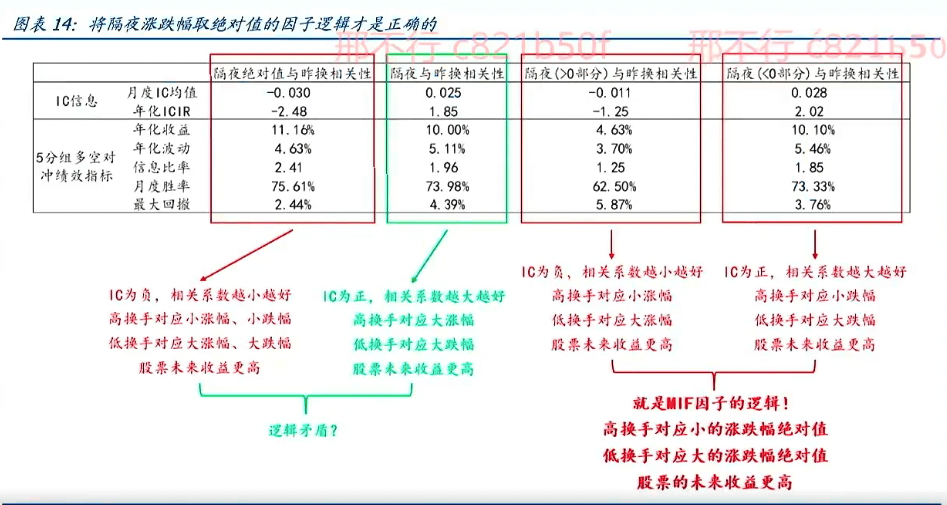 图表 14：将隔夜涨跌幅取绝对值的因子逻辑才是正确的
那不行 c821b50f 那不行 c821b50
隔夜绝对值与昨换相关性 隔夜与昨换相关性 隔夜(>0部分)与昨换相关性 隔夜(<0部分)与昨换相关性
IC信息 月度IC均值 -0.030 0.025 -0.011 0.028
年化ICIR -2.48 1.85 -1.25 2.02
5分组多空对冲绩效指标 年化收益 11.16% 10.00% 4.63% 10.10%
年化波动 4.63% 5.11% 3.70% 5.46%
信息比率 2.41 1.96 1.25 1.85
月度胜率 75.61% 73.98% 62.50% 73.33%
最大回撤 2.44% 4.39% 5.87% 3.76%
IC为负，相关系数越小越好
高换手对应小涨幅、小跌幅
低换手对应大涨幅、大跌幅
股票未来收益更高
IC为正，相关系数越大越好
高换手对应大涨幅
低换手对应大跌幅
股票未来收益更高
逻辑矛盾？
IC为负、相关系数越小越好
高换手对应小涨幅
低换手对应大涨幅
股票未来收益更高
IC为正，相关系数越大越好
高换手对应小跌幅
低换手对应大跌幅
股票未来收益更高
就是MIF因子的逻辑！
高换手对应小的涨跌幅绝对值
低换手对应大的涨跌幅绝对值
股票的未来收益更高